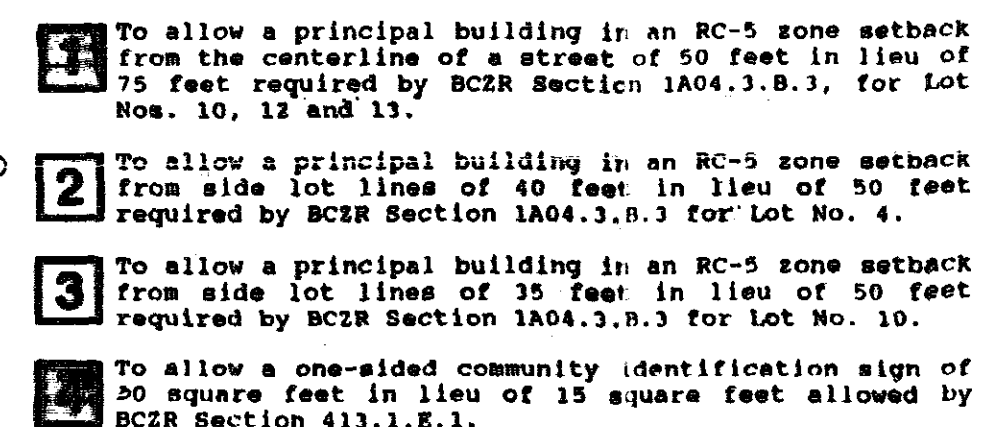 1 To allow a principal building in an RC-5 zone setback
from the centerline of a street of 50 feet in lieu of
75 feet required by BCZR Section 1A04.3.B.3, for Lot
Nos. 10, 12 and 13.
2 To allow a principal building in an RC-5 zone setback
from side lot lines of 40 feet in lieu of 50 feet
required by BCZR Section 1A04.3.B.3 for Lot No. 4.
3 To allow a principal building in an RC-5 zone setback
from side lot lines of 35 feet in lieu of 50 feet
required by BCZR Section 1A04.3.B.3 for Lot No. 10.
4 To allow a one-sided community identification sign of
square feet in lieu of 15 square feet allowed by
BCZR Section 413.1.E.1.